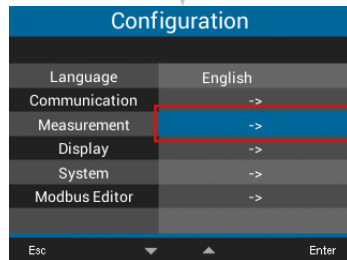 Configuration
Language English
Communication ->
Measurement ->
Display ->
System ->
Modbus Editor ->
Esc Enter